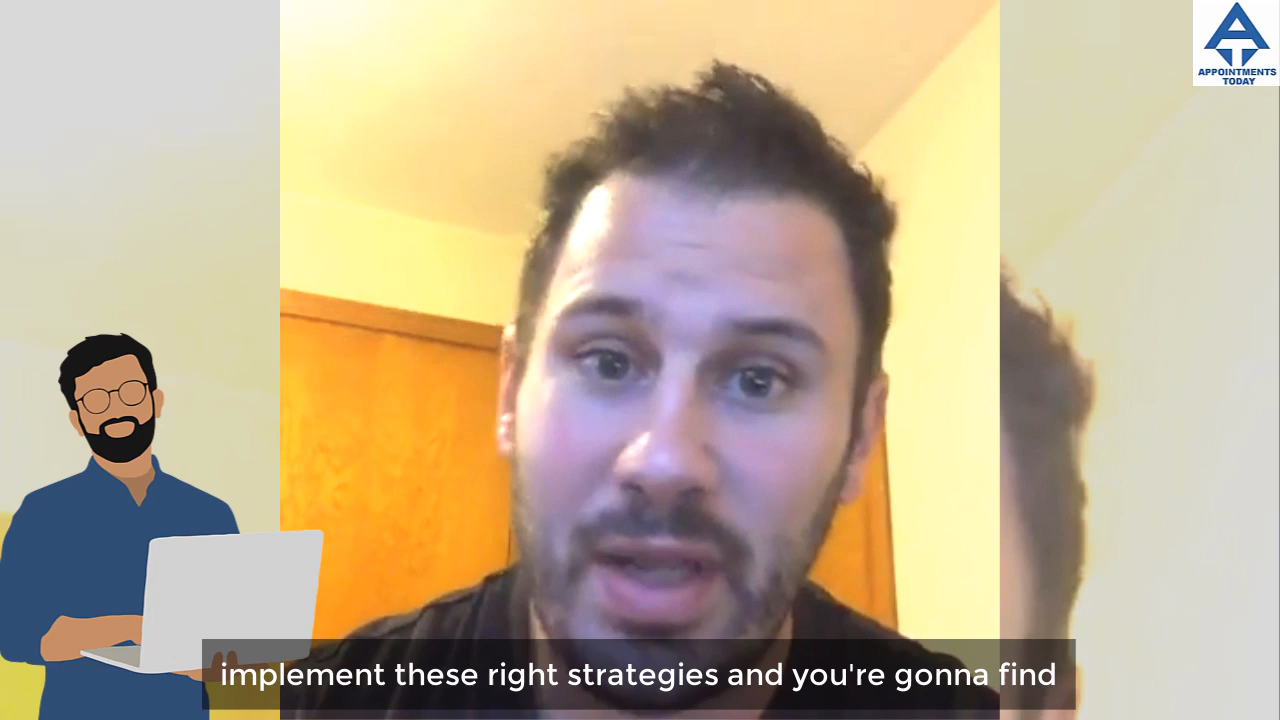 APPOINTMENTS
TODAY
implement these right strategies and you're gonna find